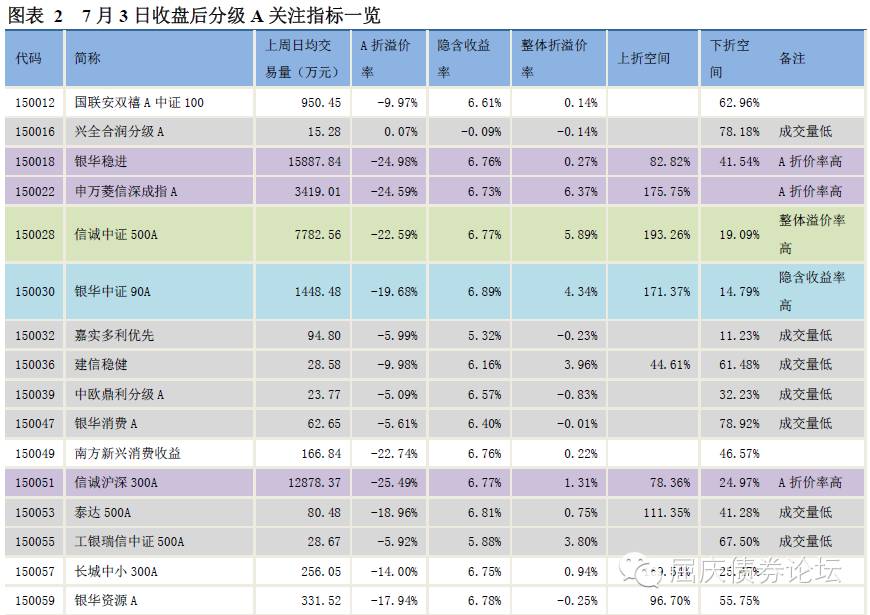 图表 2 7 月 3 日收盘后分级 A 关注指标一览
代码 简称 上周日均交易量（万元） A 折溢价率 隐含收益率 整体折溢价率 上折空间 下折空间 备注
150012 国联安双禧 A 中证 100 950.45 -9.97% 6.61% 0.14% 62.96%
150016 兴全合润分级 A 15.28 0.07% -0.09% -0.14% 78.18% 成交量低
150018 银华稳进 15887.84 -24.98% 6.76% 0.27% 82.82% 41.54% A 折价率高
150022 申万菱信深成指 A 3419.01 -24.59% 6.73% 6.37% 175.75% A 折价率高
150028 信诚中证 500A 7782.56 -22.59% 6.77% 5.89% 193.26% 19.09% 整体溢价率高
150030 银华中证 90A 1448.48 -19.68% 6.89% 4.34% 171.37% 14.79% 隐含收益率高
150032 嘉实多利优先 94.80 -5.99% 5.32% -0.23% 11.23% 成交量低
150036 建信稳健 28.58 -9.98% 6.16% 3.96% 44.61% 61.48% 成交量低
150039 中欧鼎利分级 A 23.77 -5.09% 6.57% -0.83% 32.23% 成交量低
150047 银华消费 A 62.65 -5.61% 6.40% -0.01% 78.92% 成交量低
150049 南方新兴消费收益 166.84 -22.74% 6.76% 0.22% 46.57%
150051 信诚沪深 300A 12878.37 -25.49% 6.77% 1.31% 78.36% 24.97% A 折价率高
150053 泰达 500A 80.48 -18.96% 6.81% 0.75% 111.35% 41.28% 成交量低
150055 工银瑞信中证 500A 28.67 -5.92% 5.88% 3.80% 67.50% 成交量低
150057 长城中小 300A 256.05 -14.00% 6.75% 0.94%
屈庆债券论坛
150059 银华资源 A 331.52 -17.94% 6.78% -0.25% 96.70% 55.75%